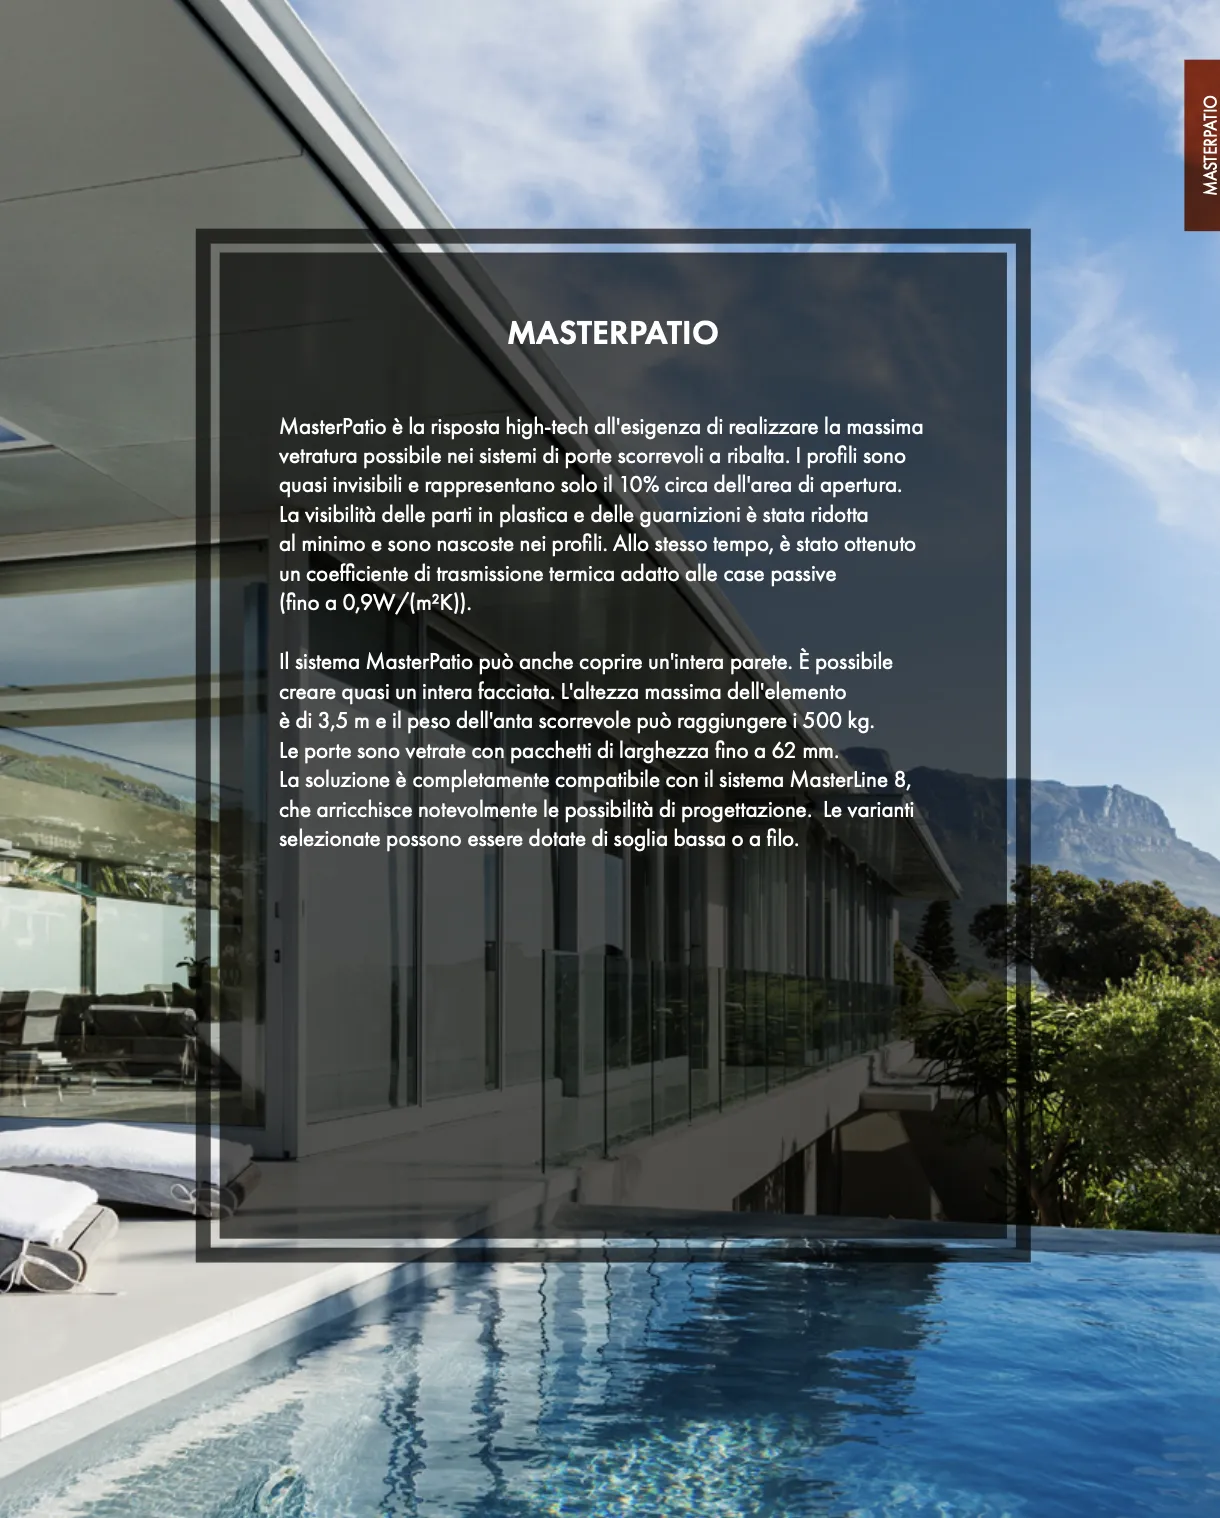 MASTERPATIO
MASTERPATIO
MasterPatio è la risposta high-tech all'esigenza di realizzare la massima
vetratura possibile nei sistemi di porte scorrevoli a ribalta. I profili sono
quasi invisibili e rappresentano solo il 10% circa dell'area di apertura.
La visibilità delle parti in plastica e delle guarnizioni è stata ridotta
al minimo e sono nascoste nei profili. Allo stesso tempo, è stato ottenuto
un coefficiente di trasmissione termica adatto alle case passive
(fino a 0,9W/(m²K)).
Il sistema MasterPatio può anche coprire un'intera parete. È possibile
creare quasi un intera facciata. L'altezza massima dell'elemento
è di 3,5 m e il peso dell'anta scorrevole può raggiungere i 500 kg.
Le porte sono vetrate con pacchetti di larghezza fino a 62 mm.
La soluzione è completamente compatibile con il sistema MasterLine 8,
che arricchisce notevolmente le possibilità di progettazione.  Le varianti
selezionate possono essere dotate di soglia bassa o a filo.